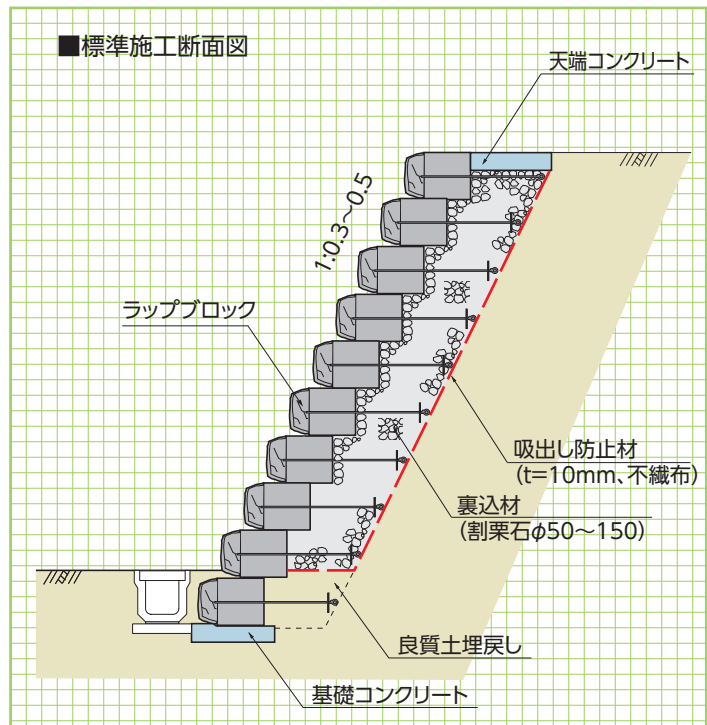 ■標準施工断面図
天端コンクリート
1:0.3～0.5
ラップブロック
吸出し防止材
(t=10mm、不織布)
裏込材
(割栗石φ50～150)
良質土埋戻し
基礎コンクリート